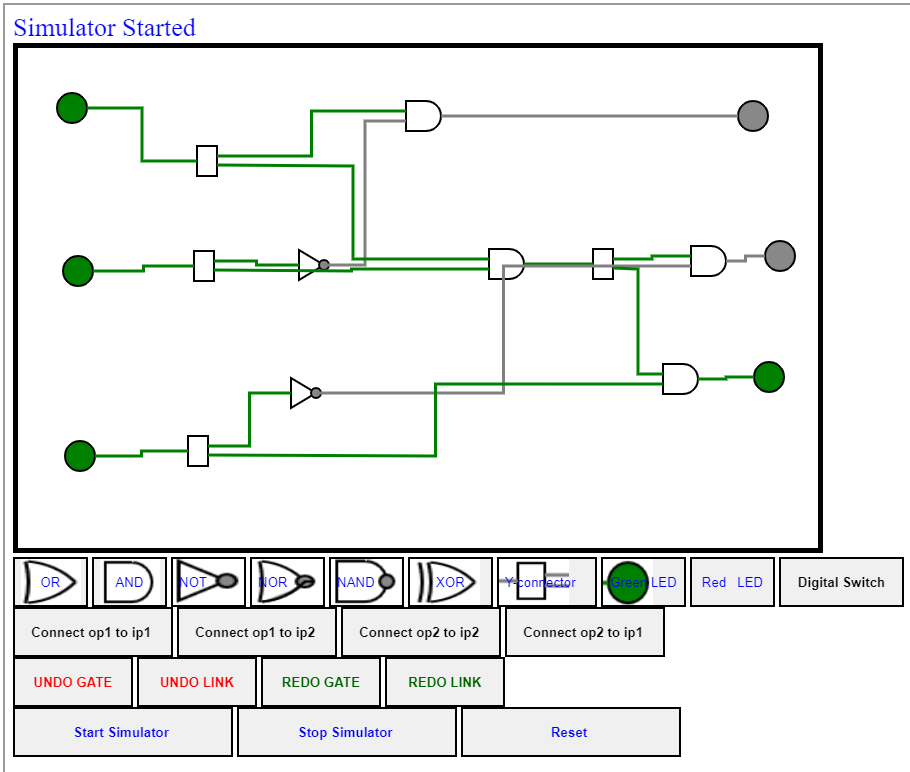 Simulator Started
OR AND NOT NOR NAND XOR Y-connector Green LED Red LED Digital Switch
Connect op1 to ip1 Connect op1 to ip2 Connect op2 to ip2 Connect op2 to ip1
UNDO GATE UNDO LINK REDO GATE REDO LINK
Start Simulator Stop Simulator Reset